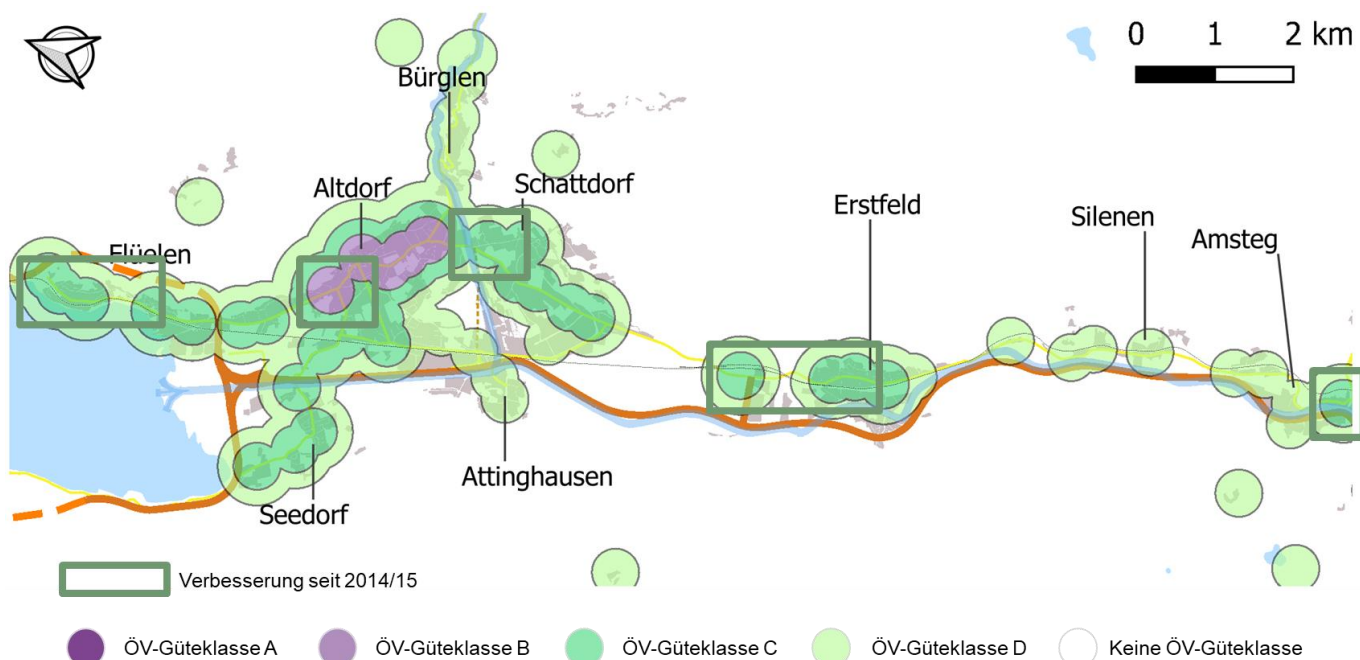 0 1 2 km
Bürglen
Altdorf
Schattdorf
Erstfeld
Silenen
Amsteg
Flüelen
Attinghausen
Seedorf
Verbesserung seit 2014/15
ÖV-Güteklasse A ÖV-Güteklasse B ÖV-Güteklasse C ÖV-Güteklasse D Keine ÖV-Güteklasse